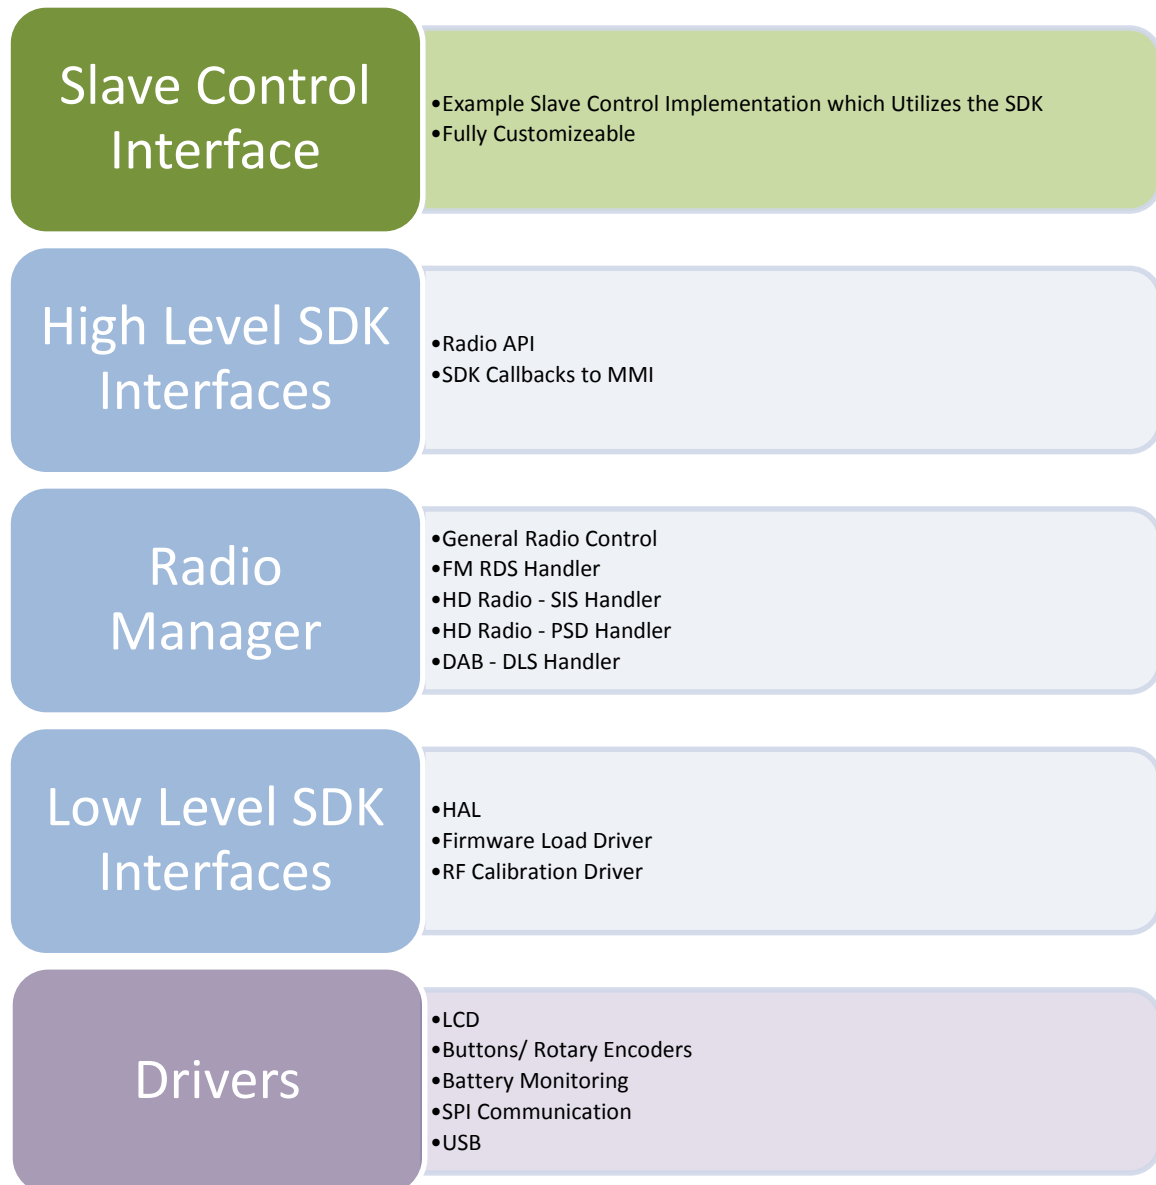 Slave Control
Interface
•Example Slave Control Implementation which Utilizes the SDK
•Fully Customizeable
High Level SDK
Interfaces
•Radio API
•SDK Callbacks to MMI
Radio
Manager
•General Radio Control
•FM RDS Handler
•HD Radio - SIS Handler
•HD Radio - PSD Handler
•DAB - DLS Handler
Low Level SDK
Interfaces
•HAL
•Firmware Load Driver
•RF Calibration Driver
Drivers
•LCD
•Buttons/ Rotary Encoders
•Battery Monitoring
•SPI Communication
•USB